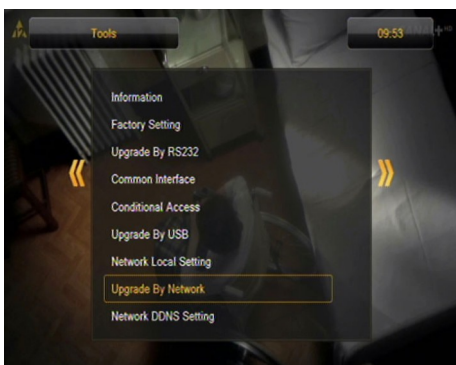 Tools
09:53
Information
Factory Setting
Upgrade By RS232
Common Interface
Conditional Access
Upgrade By USB
Network Local Setting
Upgrade By Network
Network DDNS Setting